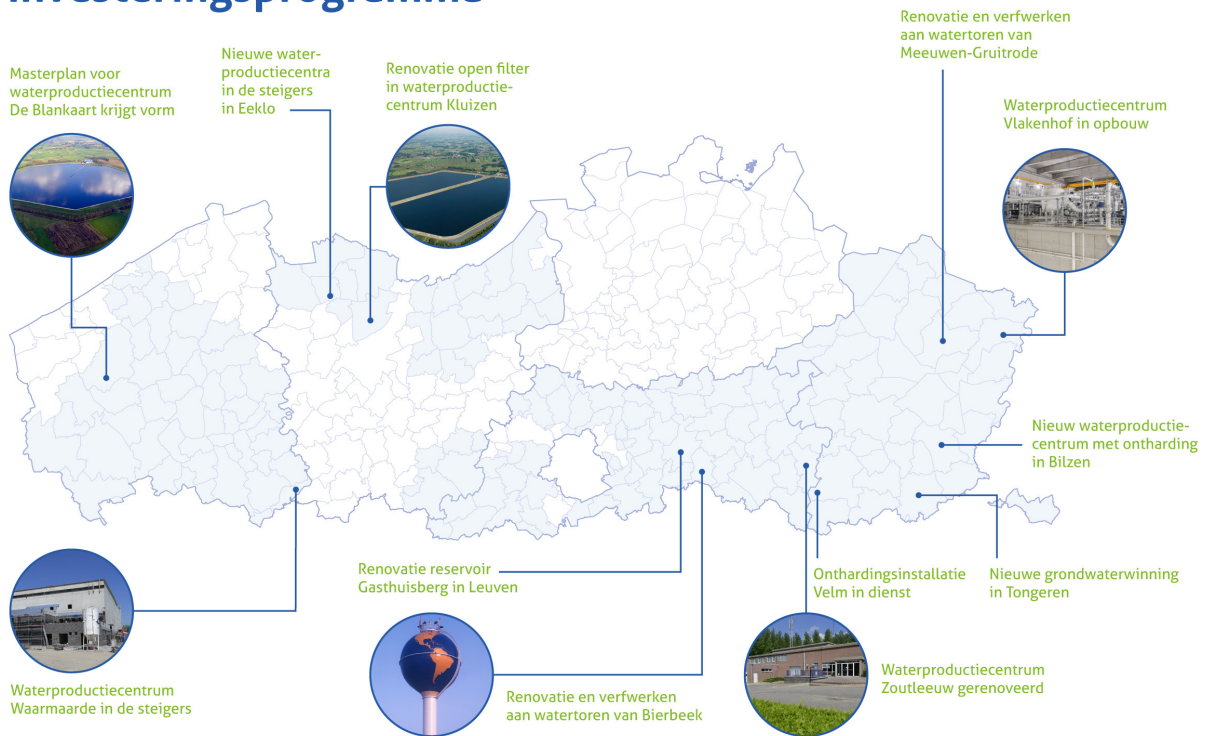 Investeringsprogramme
Renovatie en verfwerken
aan watertoren van
Meeuwen-Gruitrode
Nieuwe water-
productiecentra
in de steigers
in Eeklo
Renovatie open filter
in waterproductie-
centrum Kluizen
Masterplan voor
waterproductiecentrum
De Blankaart krijgt vorm
Waterproductiecentrum
Vlakenhof in opbouw
Nieuw waterproductie-
centrum met ontharding
in Bilzen
Renovatie reservoir
Gasthuisberg in Leuven
Onthardingsinstallatie
Velm in dienst
Nieuwe grondwaterwinning
in Tongeren
Waterproductiecentrum
Waarmaarde in de steigers
Renovatie en verfwerken
aan watertoren van Bierbeek
Waterproductiecentrum
Zoutleeuw gerenoveerd